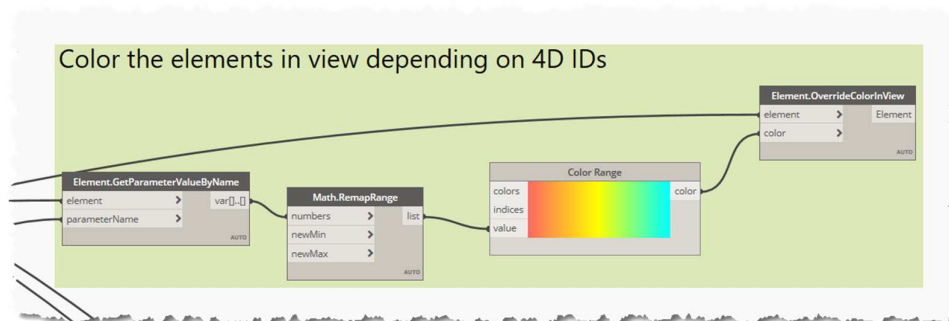 Color the elements in view depending on 4D IDs
Element.OverrideColorInView
element > Element
color >
AUTO
Element.GetParameterValueByName
element > var[]..[]
parameterName >
AUTO
Math.RemapRange
numbers > list
newMin >
newMax >
AUTO
Color Range
colors color
indices
value